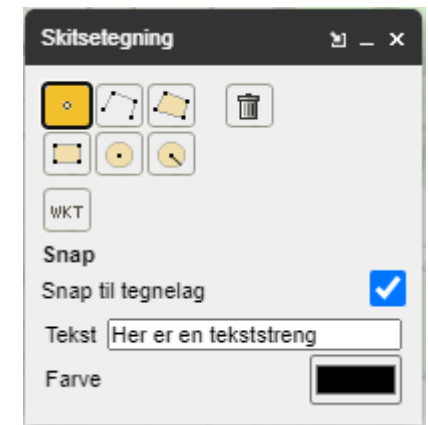 Skitsetegning
WKT
Snap
Snap til tegnelag
Tekst Her er en tekststreng
Farve